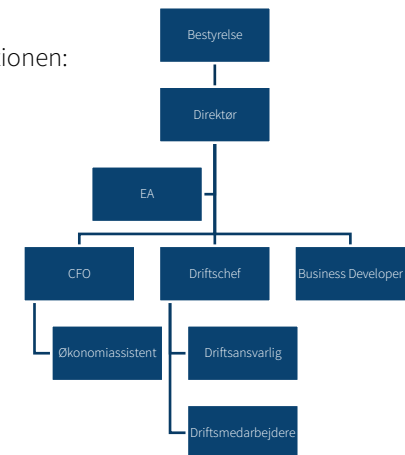 ionen:
Bestyrelse
Direktør
EA
CFO
Driftschef
Business Developer
Økonomiassistent
Driftsansvarlig
Driftsmedarbejdere